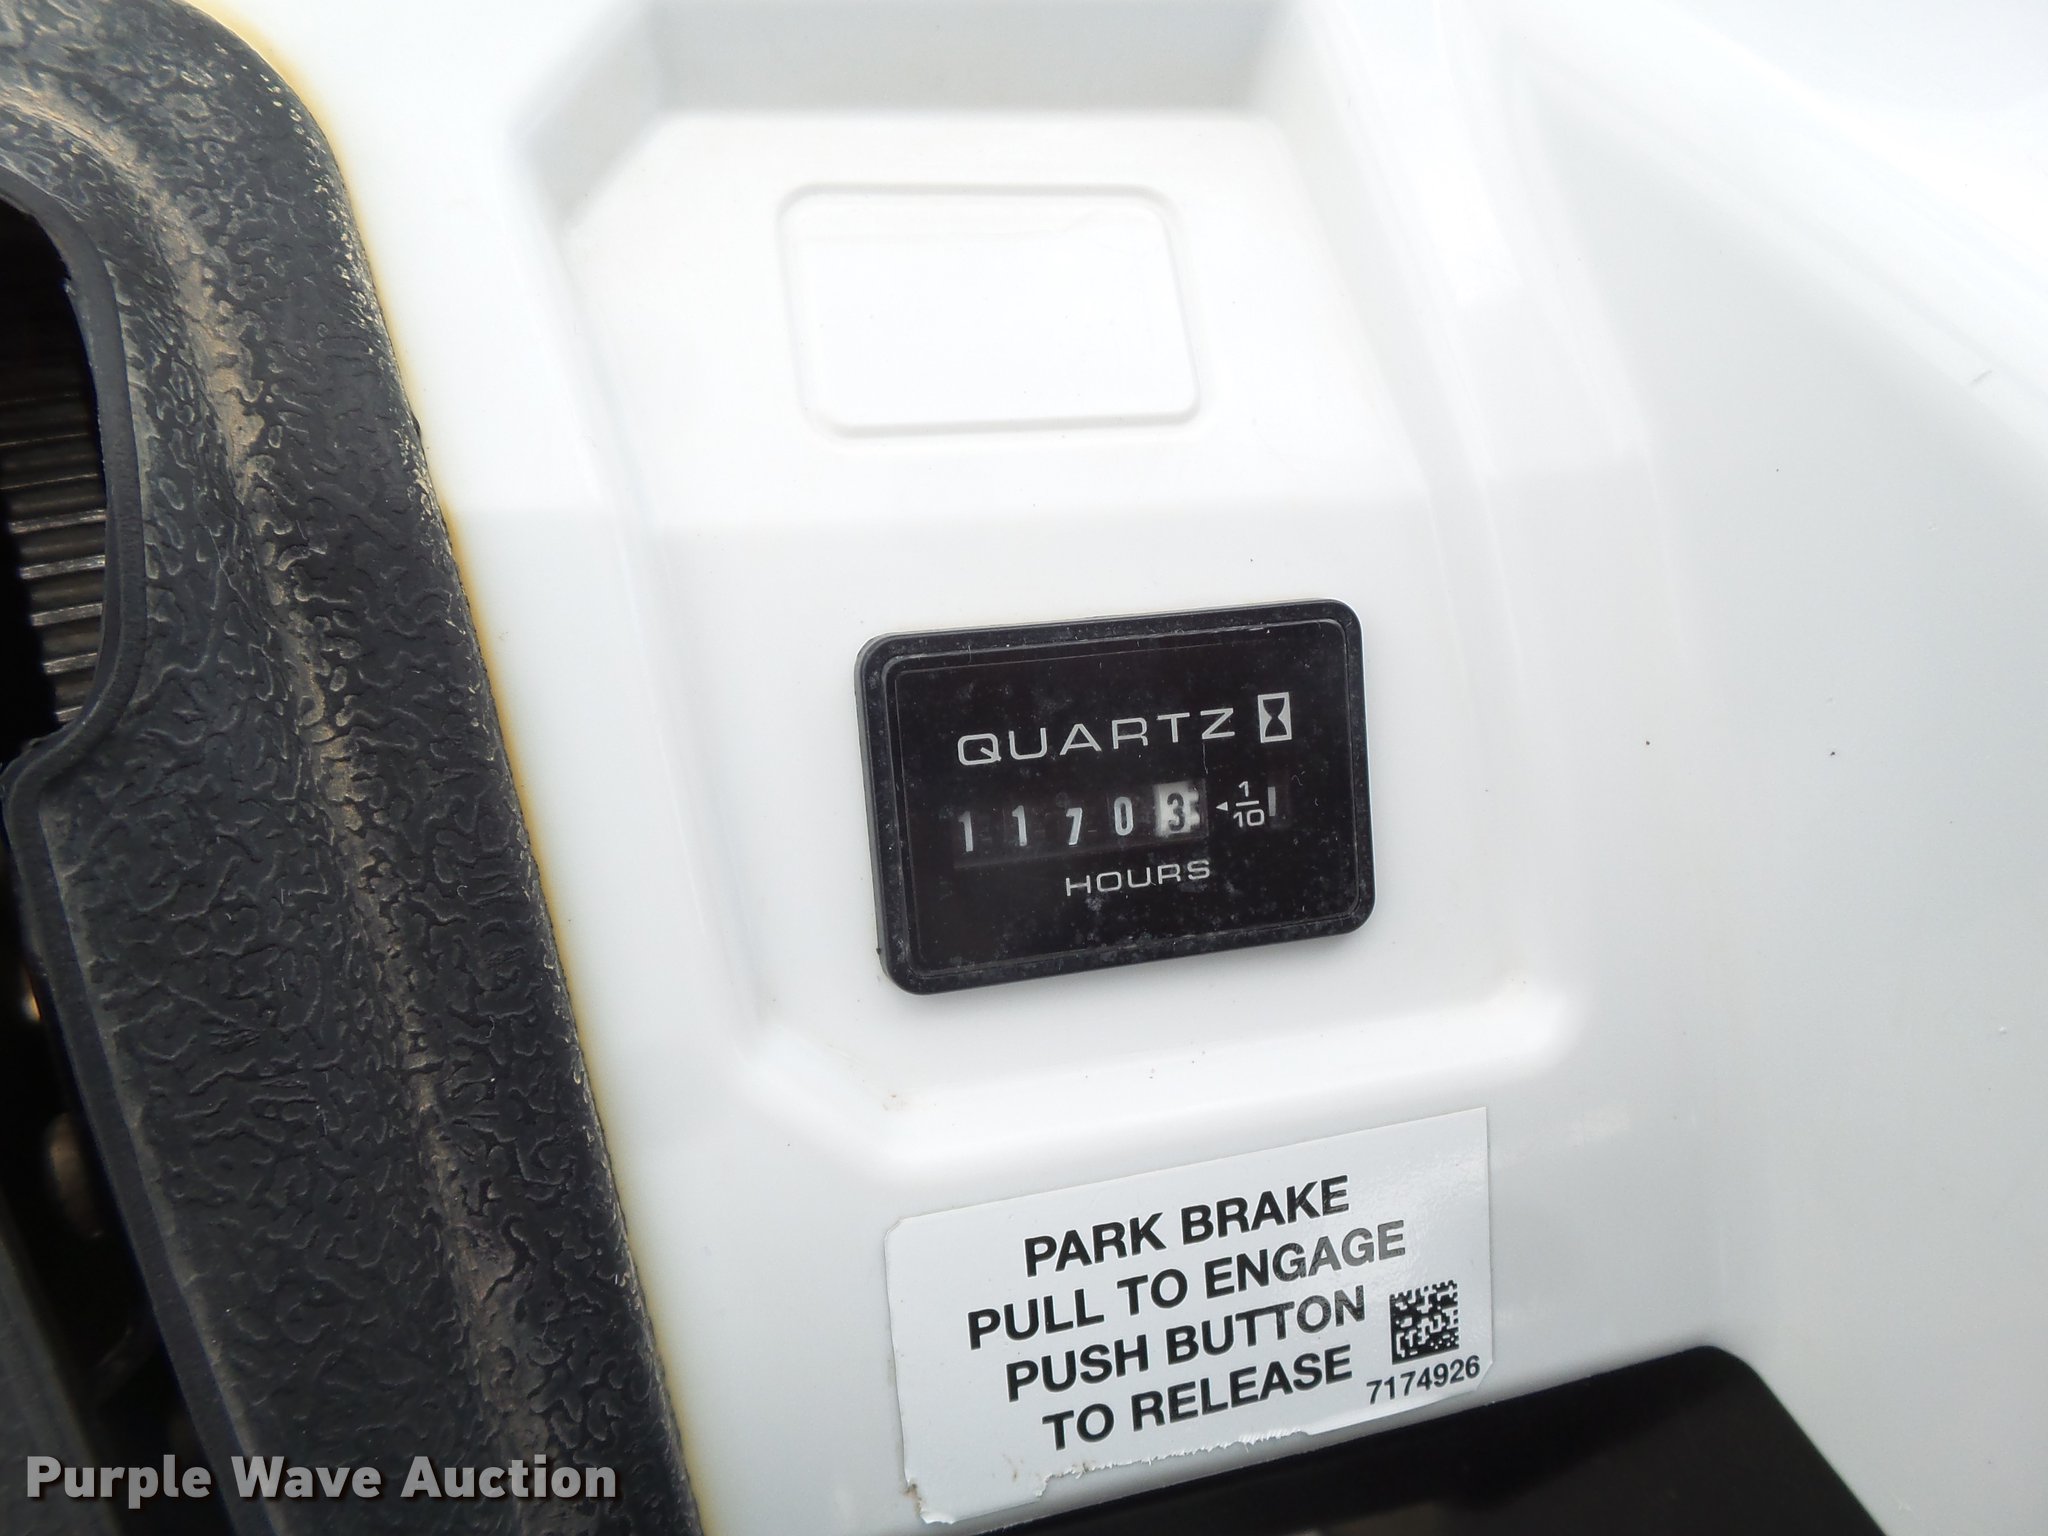 QUARTZ
11703 ◄ 1/10
HOURS
PARK BRAKE
PULL TO ENGAGE
PUSH BUTTON
TO RELEASE
7174926
Purple Wave Auction